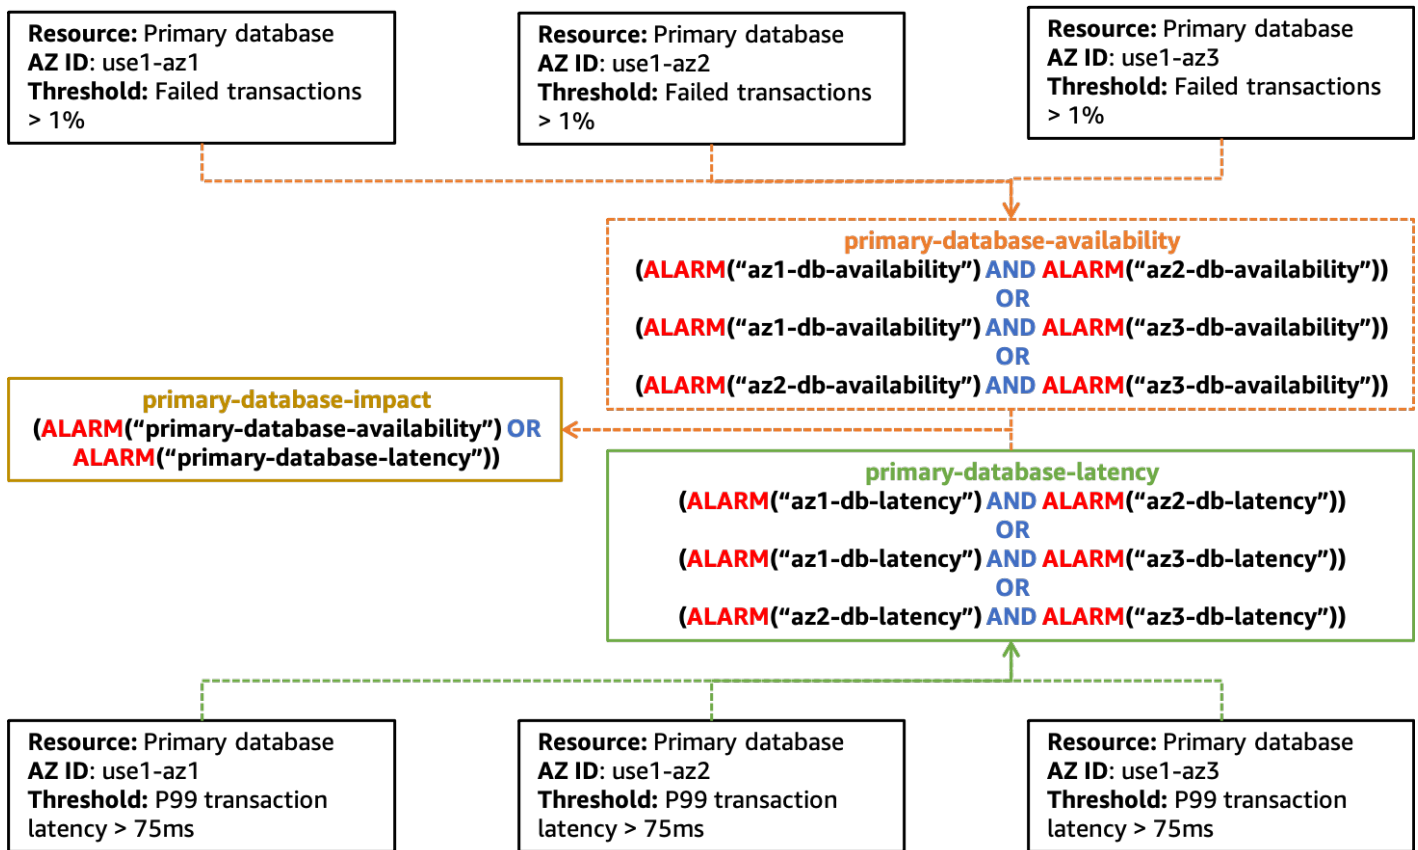 Resource: Primary database
AZ ID: use1-az1
Threshold: Failed transactions
> 1%
Resource: Primary database
AZ ID: use1-az2
Threshold: Failed transactions
> 1%
Resource: Primary database
AZ ID: use1-az3
Threshold: Failed transactions
> 1%
primary-database-availability
(ALARM(“az1-db-availability”) AND ALARM(“az2-db-availability”))
OR
(ALARM(“az1-db-availability”) AND ALARM(“az3-db-availability”))
OR
(ALARM(“az2-db-availability”) AND ALARM(“az3-db-availability”))
primary-database-impact
(ALARM(“primary-database-availability”) OR
ALARM(“primary-database-latency”))
primary-database-latency
(ALARM(“az1-db-latency”) AND ALARM(“az2-db-latency”))
OR
(ALARM(“az1-db-latency”) AND ALARM(“az3-db-latency”))
OR
(ALARM(“az2-db-latency”) AND ALARM(“az3-db-latency”))
Resource: Primary database
AZ ID: use1-az1
Threshold: P99 transaction
latency > 75ms
Resource: Primary database
AZ ID: use1-az2
Threshold: P99 transaction
latency > 75ms
Resource: Primary database
AZ ID: use1-az3
Threshold: P99 transaction
latency > 75ms